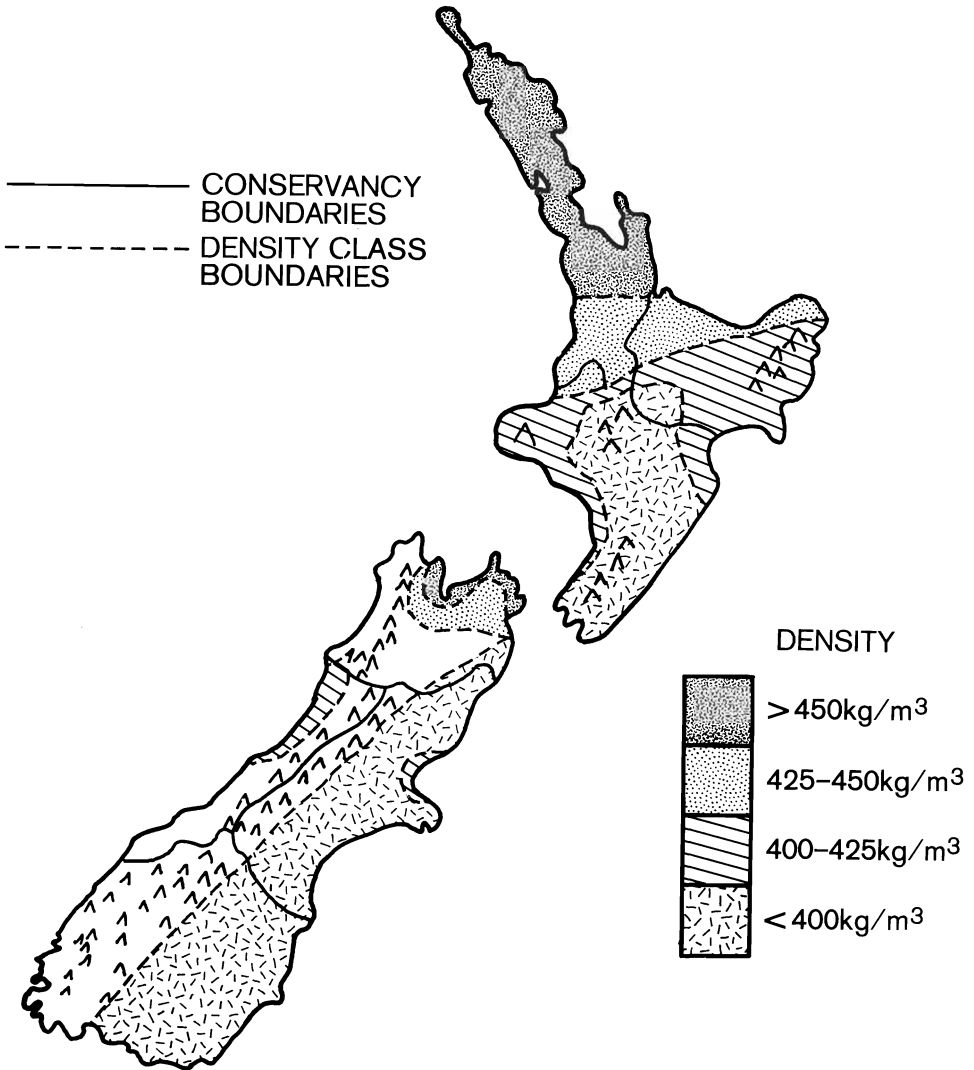 CONSERVANCY
BOUNDARIES
DENSITY CLASS
BOUNDARIES
DENSITY
>450kg/m³
425–450kg/m³
400–425kg/m³
<400kg/m³